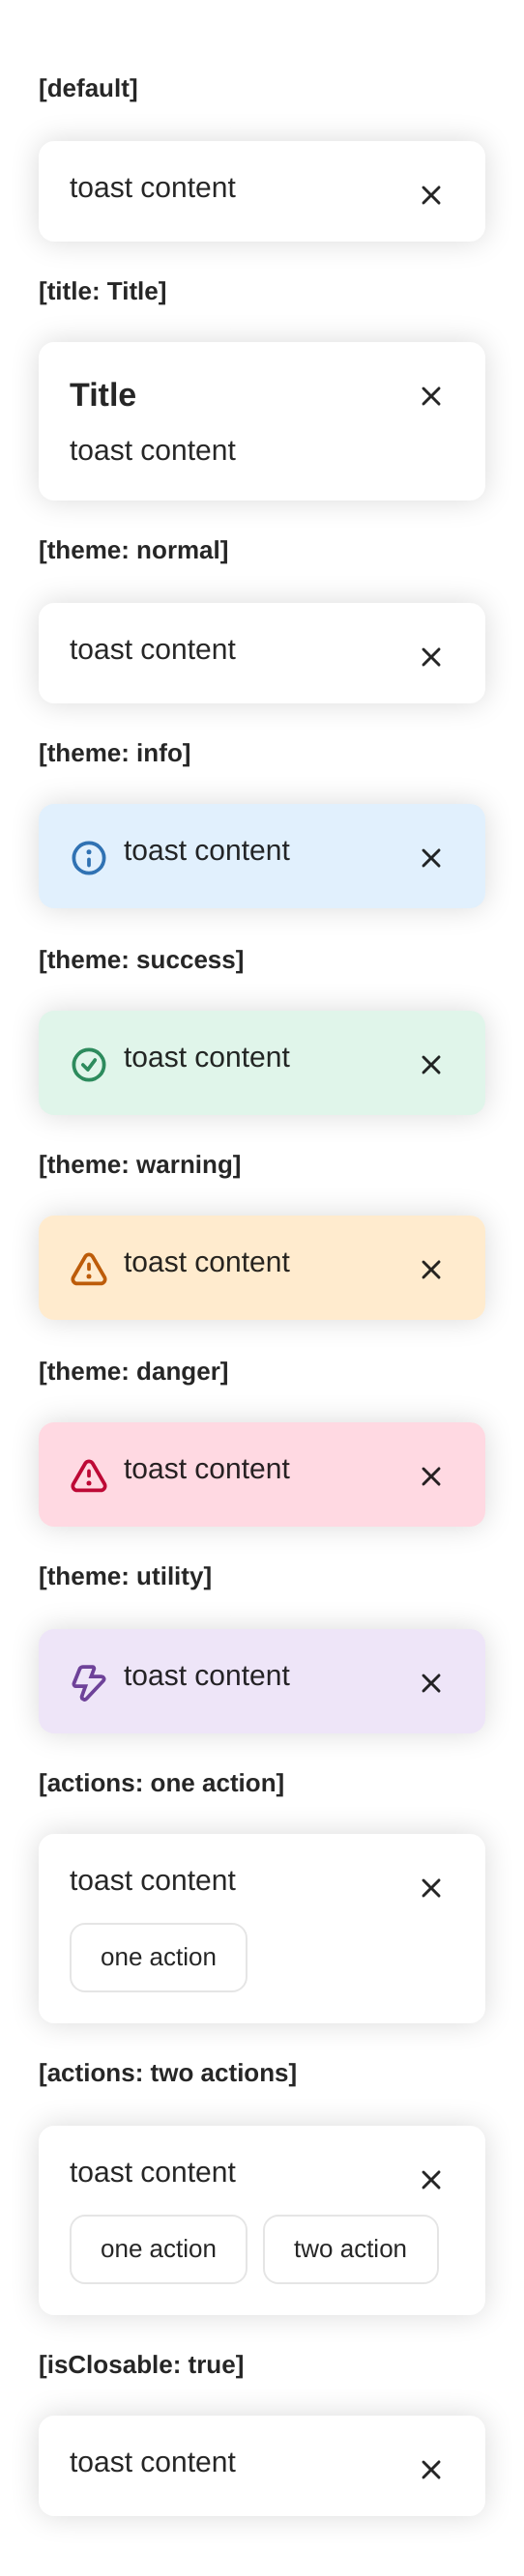 [default]
toast content
[title: Title]
Title
toast content
[theme: normal]
toast content
[theme: info]
toast content
[theme: success]
toast content
[theme: warning]
toast content
[theme: danger]
toast content
[theme: utility]
toast content
[actions: one action]
toast content
one action
[actions: two actions]
toast content
one action two action
[isClosable: true]
toast content